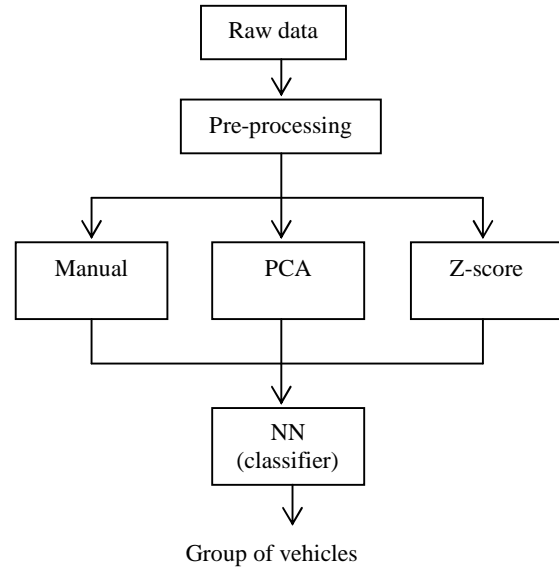 Raw data
Pre-processing
Manual
PCA
Z-score
NN
(classifier)
Group of vehicles